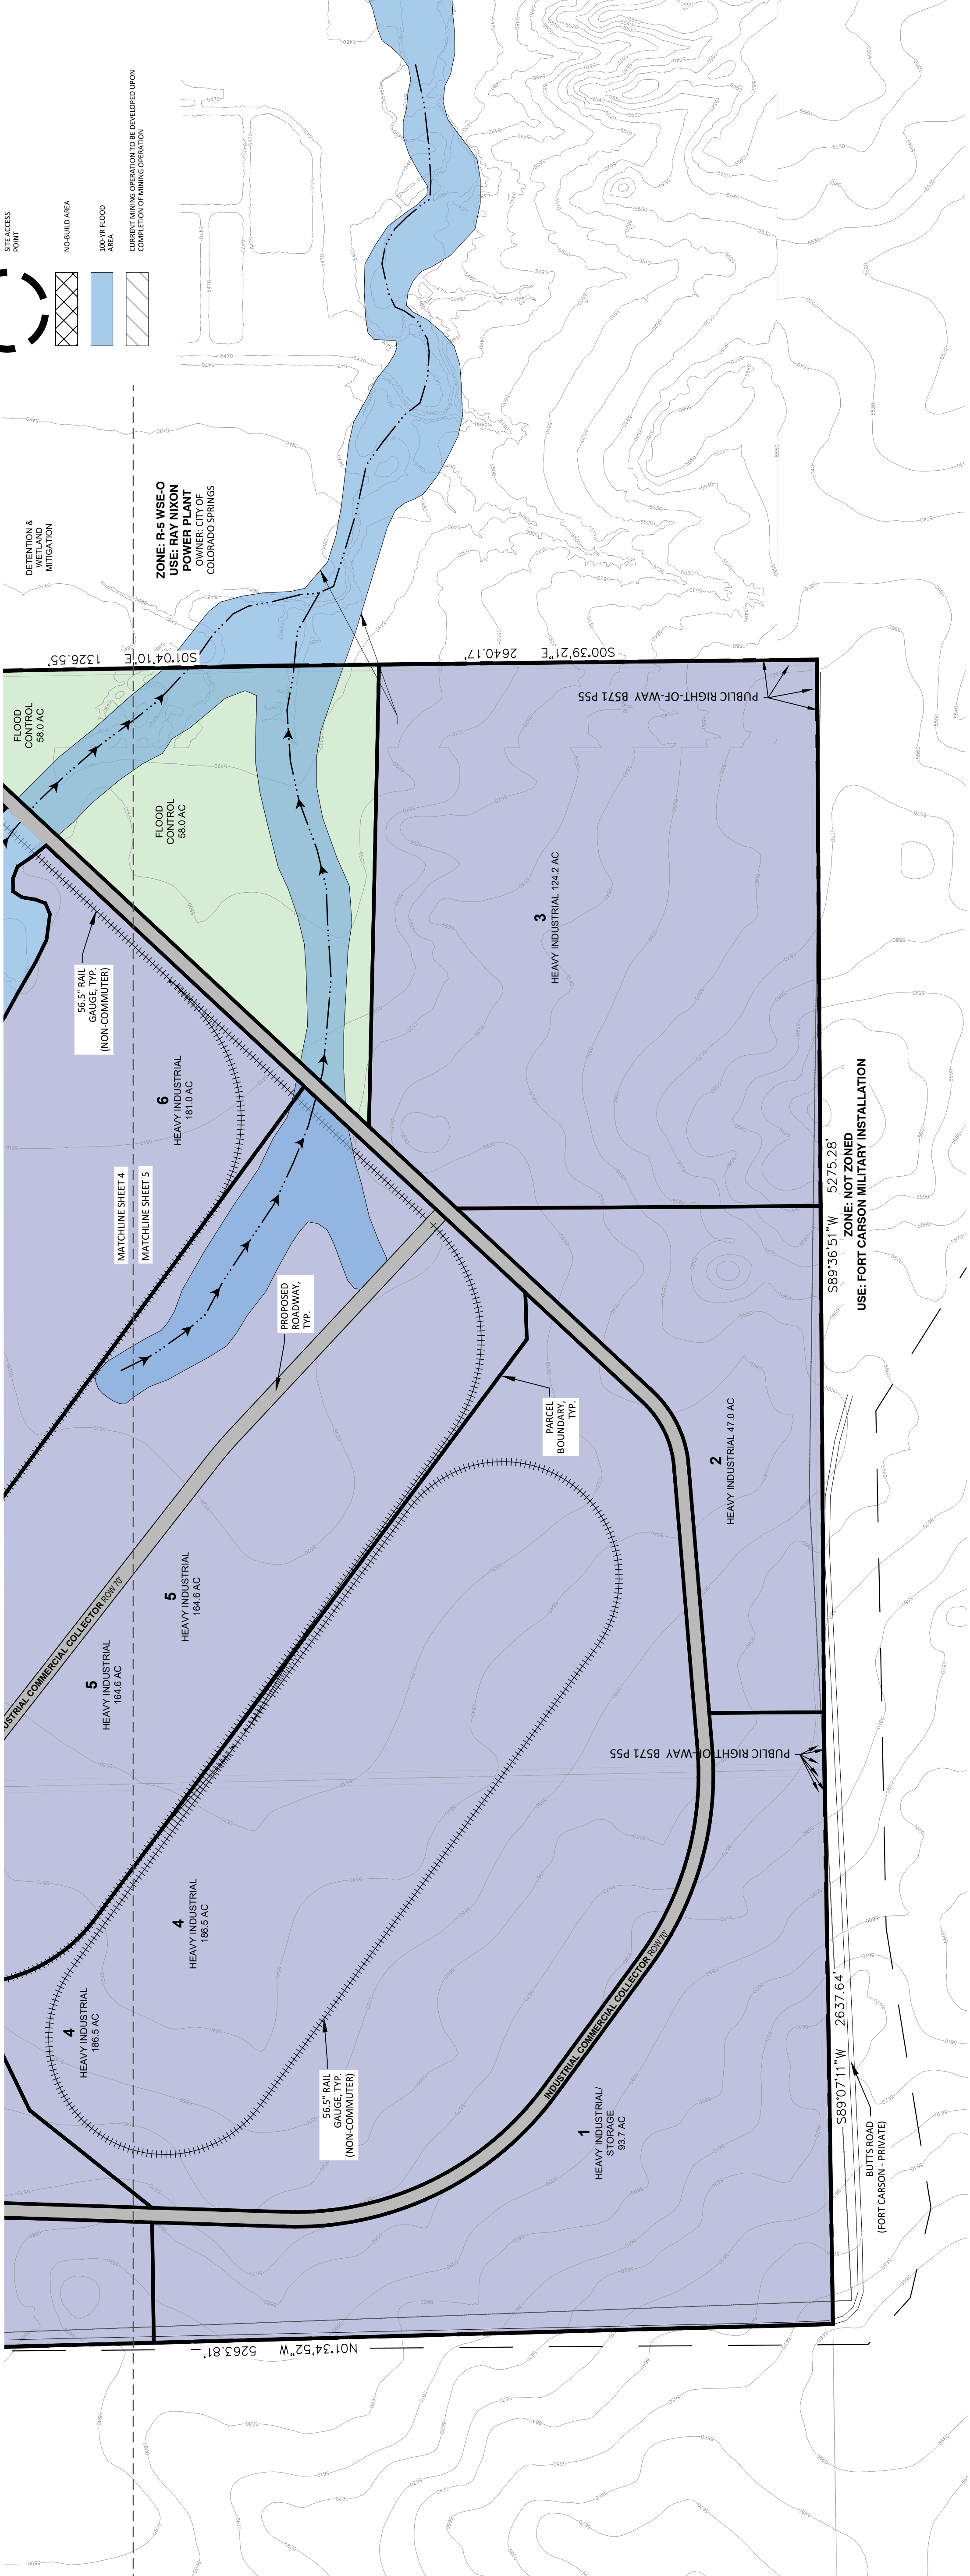 SITE ACCESS
POINT
NO-BUILD AREA
100-YR FLOOD
AREA
CURRENT MINING OPERATION TO BE DEVELOPED UPON
COMPLETION OF MINING OPERATION
DETENTION &
WETLAND
MITIGATION
ZONE: R-5 WSE-O
USE: RAY NIXON
POWER PLANT
OWNER: CITY OF
COLORADO SPRINGS
S01°04'10"E 1326.55'
S00°39'21"E 2640.17'
PUBLIC RIGHT-OF-WAY B571 P55
FLOOD
CONTROL
58.0 AC
FLOOD
CONTROL
58.0 AC
3
HEAVY INDUSTRIAL 124.2 AC
56.5" RAIL
GAUGE, TYP.
(NON-COMMUTER)
6
HEAVY INDUSTRIAL
181.0 AC
MATCHLINE SHEET 4
MATCHLINE SHEET 5
PROPOSED
ROADWAY,
TYP.
PARCEL
BOUNDARY,
TYP.
S89°36'51"W 5275.28'
ZONE: NOT ZONED
USE: FORT CARSON MILITARY INSTALLATION
2
HEAVY INDUSTRIAL 47.0 AC
5
HEAVY INDUSTRIAL
164.6 AC
5
HEAVY INDUSTRIAL
164.6 AC
USTRIAL COMMERCIAL COLLECTOR ROW 70'
PUBLIC RIGHT-OF-WAY B571 P55
4
HEAVY INDUSTRIAL
186.5 AC
4
HEAVY INDUSTRIAL
186.5 AC
56.5" RAIL
GAUGE, TYP.
(NON-COMMUTER)
INDUSTRIAL COMMERCIAL COLLECTOR ROW 70'
1
HEAVY INDUSTRIAL/
STORAGE
93.7 AC
S89°07'11"W 2637.64'
BUTTS ROAD
(FORT CARSON - PRIVATE)
N01°34'52"W 5263.81'